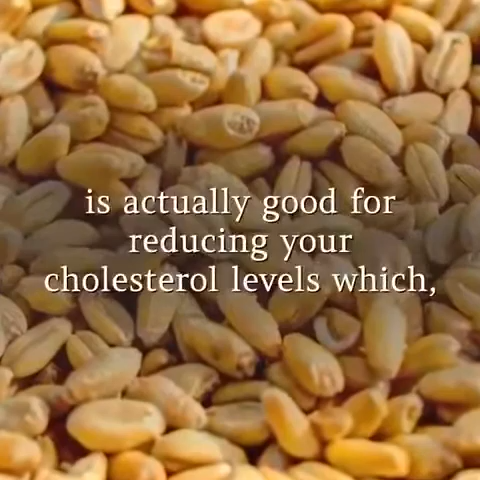 is actually good for
reducing your
cholesterol levels which,